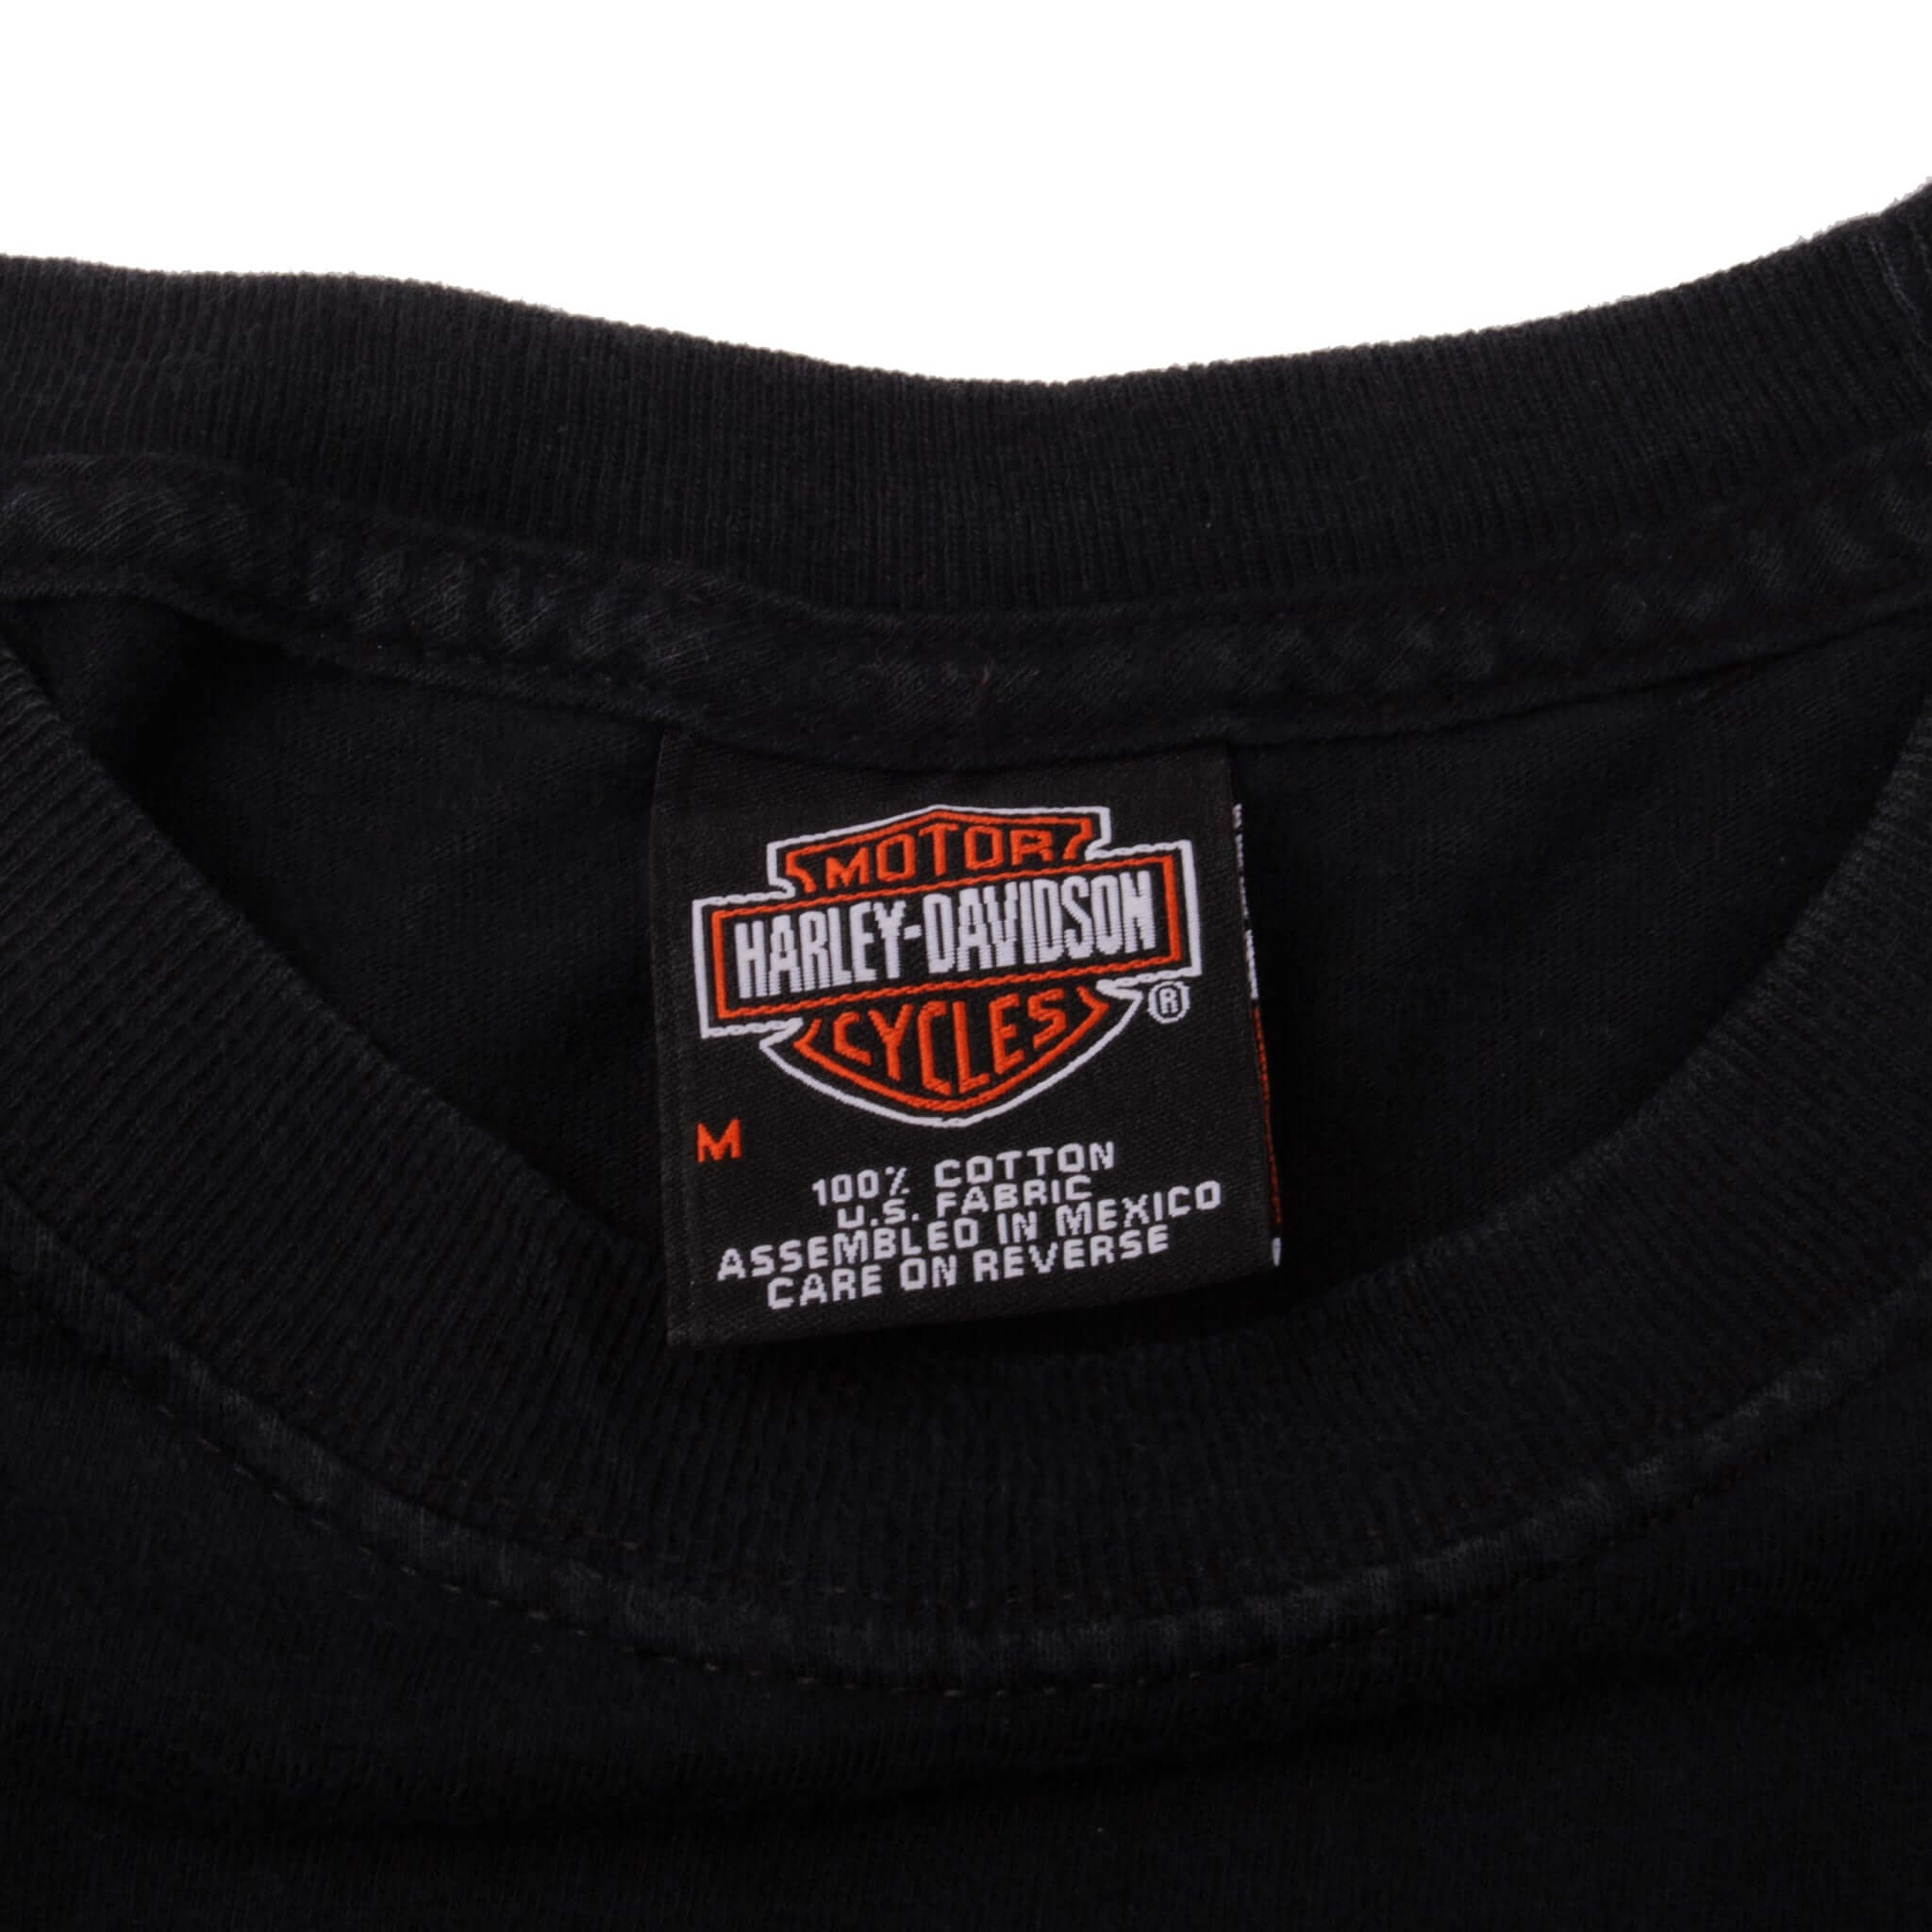 MOTOR
HARLEY-DAVIDSON
CYCLES
®
M
100% COTTON
U.S. FABRIC
ASSEMBLED IN MEXICO
CARE ON REVERSE